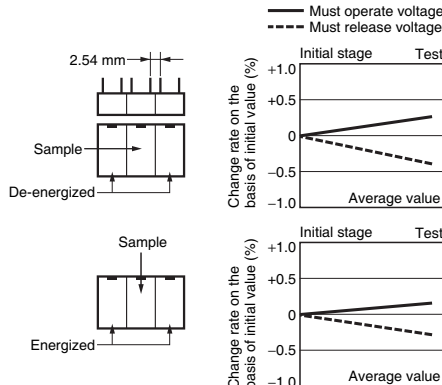 Must operate voltage
Must release voltage
2.54 mm
Sample
De-energized
Change rate on the
basis of initial value (%)
Initial stage
Test
+1.0
+0.5
0
−0.5
−1.0
Average value
Sample
Energized
Change rate on the
basis of initial value (%)
Initial stage
Test
+1.0
+0.5
0
−0.5
−1.0
Average value